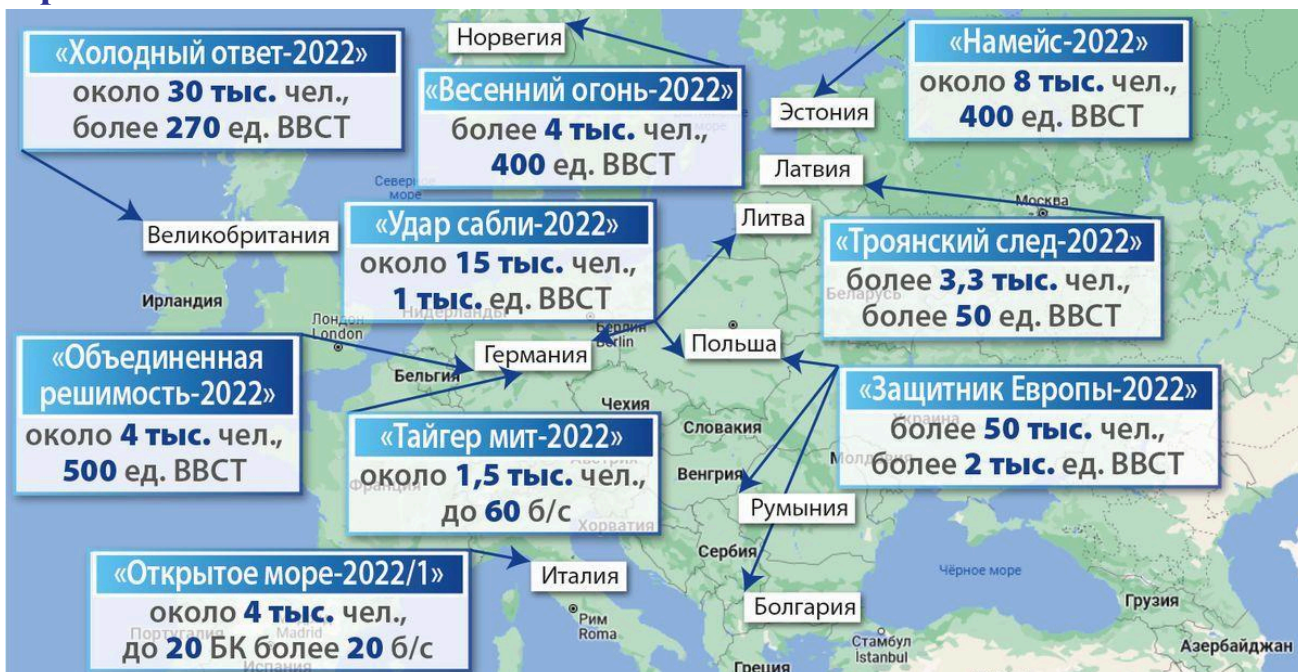 «Холодный ответ-2022»
около 30 тыс. чел.,
более 270 ед. ВВСТ
Норвегия
«Весенний огонь-2022»
более 4 тыс. чел.,
400 ед. ВВСТ
«Намейс-2022»
около 8 тыс. чел.,
400 ед. ВВСТ
Эстония
Латвия
Литва
Москва
Северное
море
Великобритания
Ирландия
«Удар сабли-2022»
около 15 тыс. чел.,
1 тыс. ед. ВВСТ
Нидерланды
«Троянский след-2022»
более 3,3 тыс. чел.,
более 50 ед. ВВСТ
Беларусь
Лондон
London
Берлин
Berlin
Германия
Польша
Бельгия
«Объединенная
решимость-2022»
около 4 тыс. чел.,
500 ед. ВВСТ
Чехия
Словакия
Венгрия
«Тайгер мит-2022»
около 1,5 тыс. чел.,
до 60 б/с
Австрия
Франция
Хорватия
«Защитник Европы-2022»
более 50 тыс. чел.,
более 2 тыс. ед. ВВСТ
Украина
Молдавия
Румыния
Сербия
«Открытое море-2022/1»
около 4 тыс. чел.,
до 20 БК более 20 б/с
Португалия
Madrid
Испания
Италия
Рим
Roma
Болгария
Чёрное море
Стамбул
İstanbul
Греция
Грузия
Азербайджан